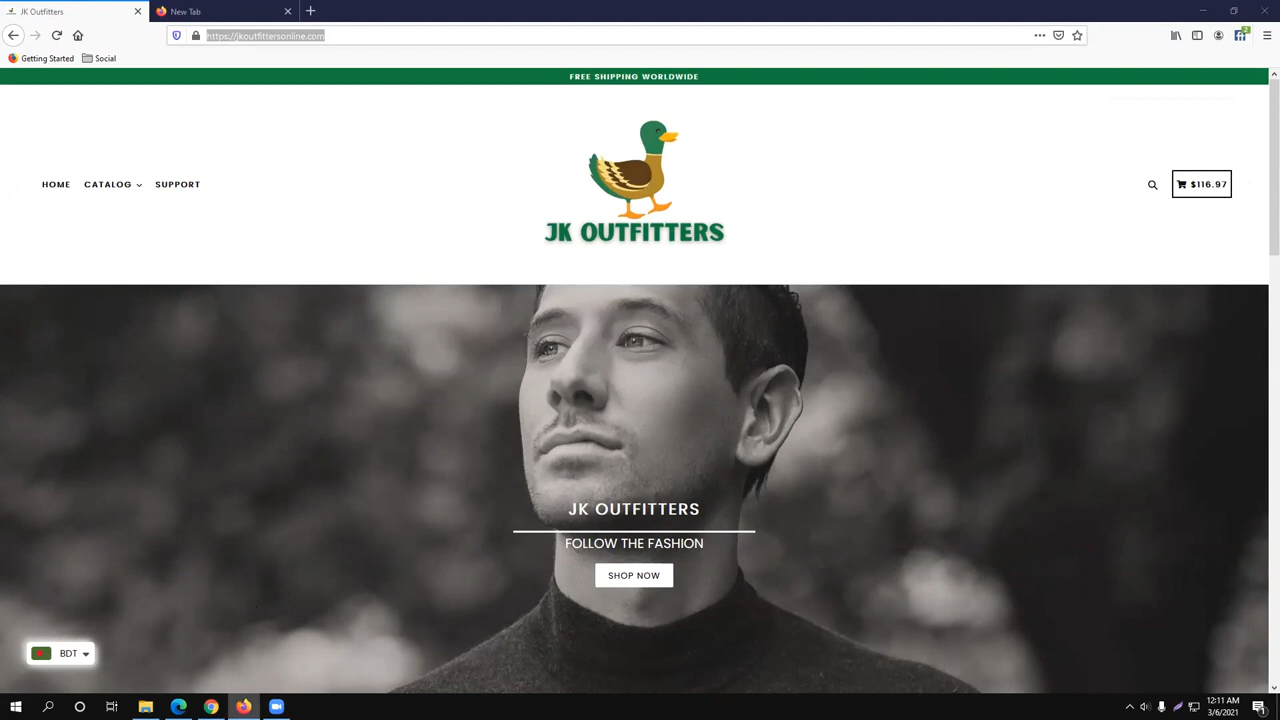 JK Outfitters
New Tab
https://jkoutfittersonline.com
Getting Started
Social
FREE SHIPPING WORLDWIDE
HOME
CATALOG
SUPPORT
JK OUTFITTERS
$116.97
JK OUTFITTERS
FOLLOW THE FASHION
SHOP NOW
BDT
12:11 AM
3/6/2021